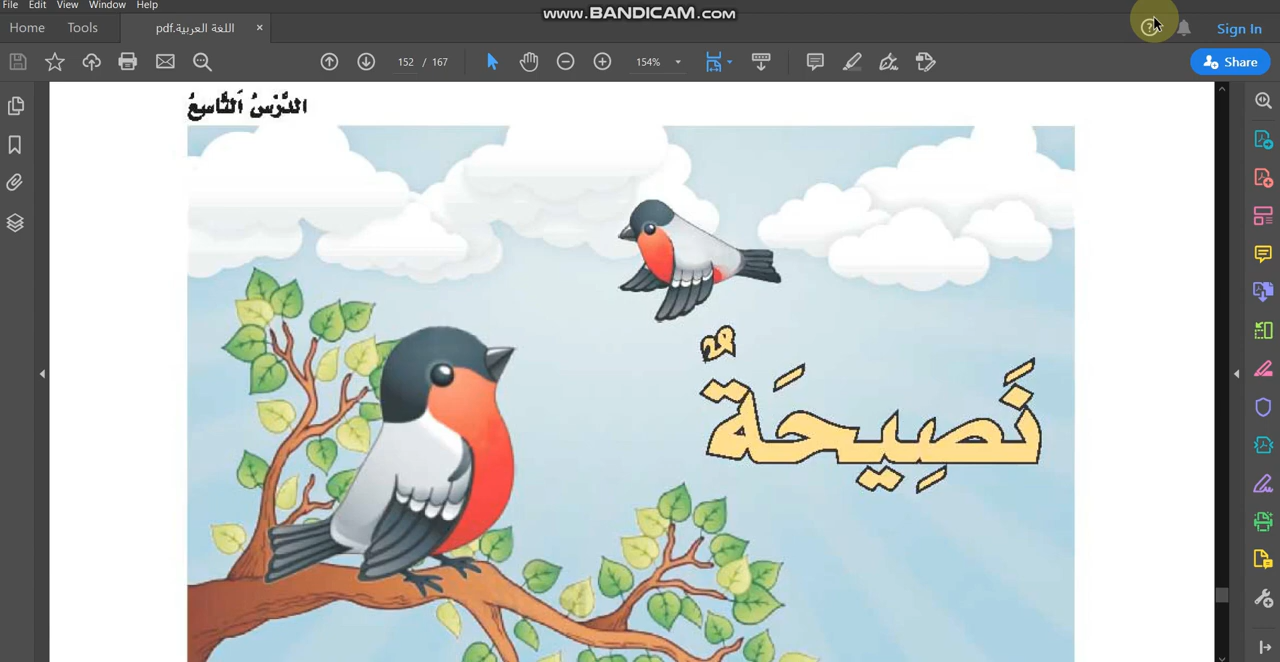 File Edit View Window Help
www.BANDICAM.com
Home Tools اللغة العربية.pdf × Sign In
152 / 167 154% Share
الدَّرْسُ اَلتَّاسِعُ
نَصِيحَةٌ